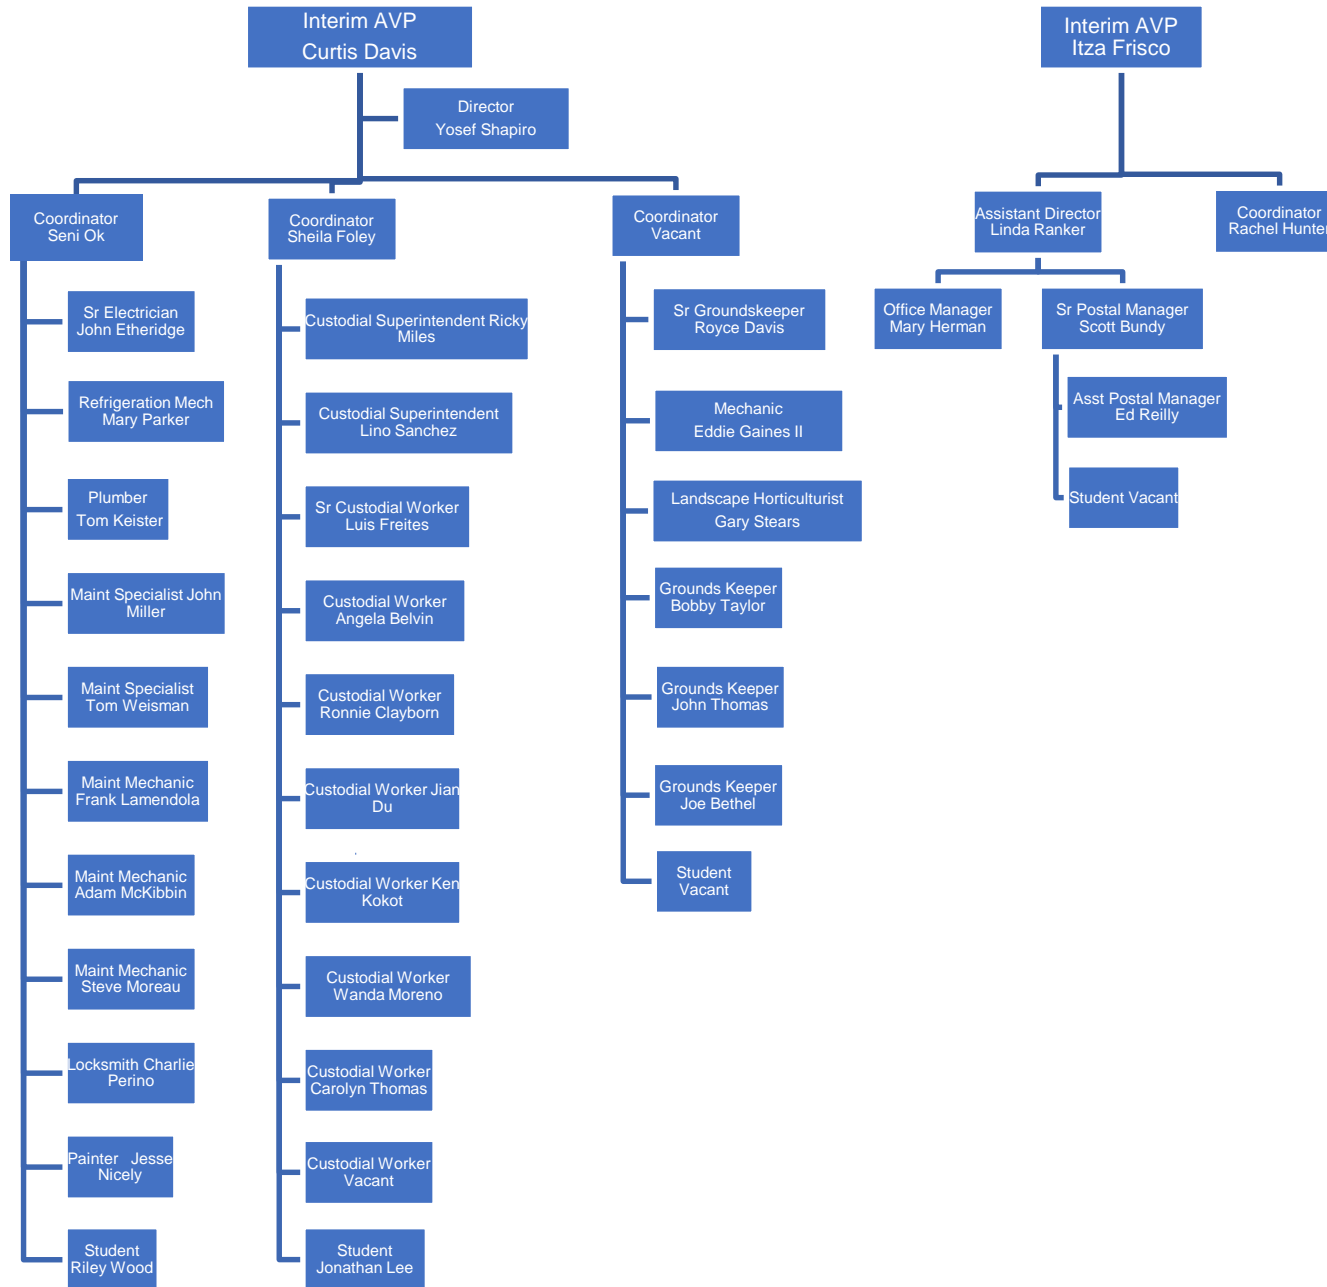 Interim AVP
Curtis Davis
Director
Yosef Shapiro
Coordinator
Seni Ok
Sr Electrician
John Etheridge
Refrigeration Mech
Mary Parker
Plumber
Tom Keister
Maint Specialist John
Miller
Maint Specialist
Tom Weisman
Maint Mechanic
Frank Lamendola
Maint Mechanic
Adam McKibbin
Maint Mechanic
Steve Moreau
Locksmith Charlie
Perino
Painter Jesse
Nicely
Student
Riley Wood
Coordinator
Sheila Foley
Custodial Superintendent Ricky
Miles
Custodial Superintendent
Lino Sanchez
Sr Custodial Worker
Luis Freites
Custodial Worker
Angela Belvin
Custodial Worker
Ronnie Clayborn
Custodial Worker Jian
Du
Custodial Worker Ken
Kokot
Custodial Worker
Wanda Moreno
Custodial Worker
Carolyn Thomas
Custodial Worker
Vacant
Student
Jonathan Lee
Coordinator
Vacant
Sr Groundskeeper
Royce Davis
Mechanic
Eddie Gaines II
Landscape Horticulturist
Gary Stears
Grounds Keeper
Bobby Taylor
Grounds Keeper
John Thomas
Grounds Keeper
Joe Bethel
Student
Vacant
Interim AVP
Itza Frisco
Assistant Director
Linda Ranker
Office Manager
Mary Herman
Sr Postal Manager
Scott Bundy
Asst Postal Manager
Ed Reilly
Student Vacant
Coordinator
Rachel Hunter